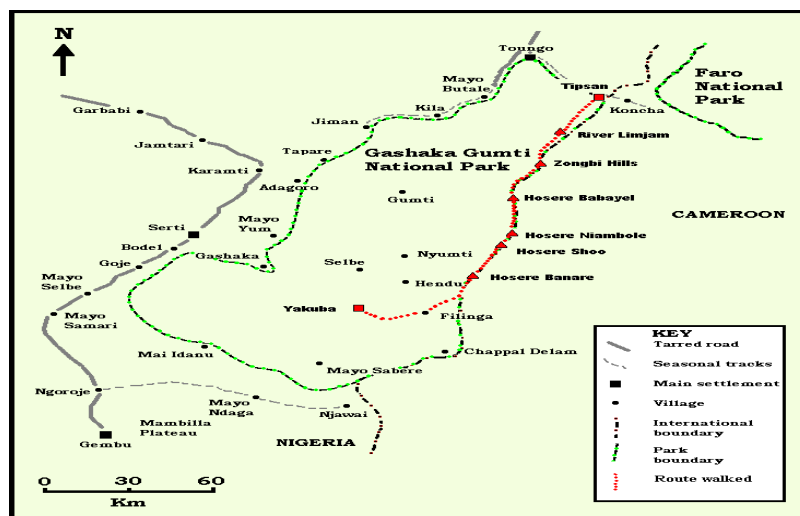 N
Toungo
Mayo
Butale
Tipsan
Faro
National
Park
Garbabi
Kila
Koncha
Jiman
River Limjam
Jamtari
Tapare
Gashaka Gumti
National Park
Zongbi Hills
Karamti
Adagoro
Gumti
Hosere Babayel
CAMEROON
Serti
Mayo
Yum
Hosere Niambole
Bodel
Nyumti
Hosere Shoo
Goje
Gashaka
Selbe
Mayo
Selbe
Hendu
Hosere Banare
Yakuba
Mayo
Samari
Filinga
Mai Idanu
Mayo Sabere
Chappal Delam
Ngoroje
Mayo
Ndaga
Njawai
Mambilla
Plateau
Gembu
NIGERIA
0 30 60
Km
KEY
Tarred road
Seasonal tracks
Main settlement
Village
International
boundary
Park
boundary
Route walked